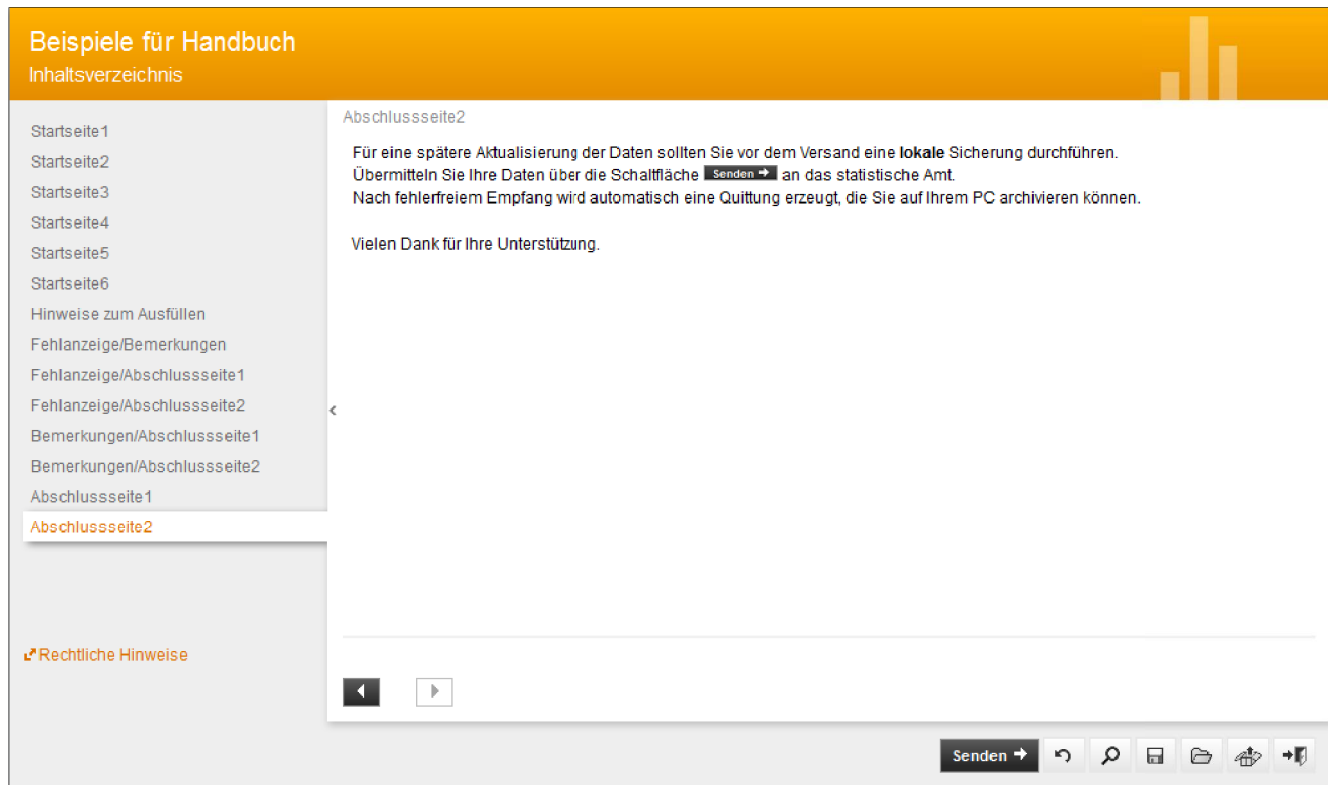 Beispiele für Handbuch
Inhaltsverzeichnis
Startseite1
Startseite2
Startseite3
Startseite4
Startseite5
Startseite6
Hinweise zum Ausfüllen
Fehlanzeige/Bemerkungen
Fehlanzeige/Abschlussseite1
Fehlanzeige/Abschlussseite2
Bemerkungen/Abschlussseite1
Bemerkungen/Abschlussseite2
Abschlussseite1
Abschlussseite2
Rechtliche Hinweise
Abschlussseite2
Für eine spätere Aktualisierung der Daten sollten Sie vor dem Versand eine lokale Sicherung durchführen.
Übermitteln Sie Ihre Daten über die Schaltfläche Senden an das statistische Amt.
Nach fehlerfreiem Empfang wird automatisch eine Quittung erzeugt, die Sie auf Ihrem PC archivieren können.
Vielen Dank für Ihre Unterstützung.
Senden